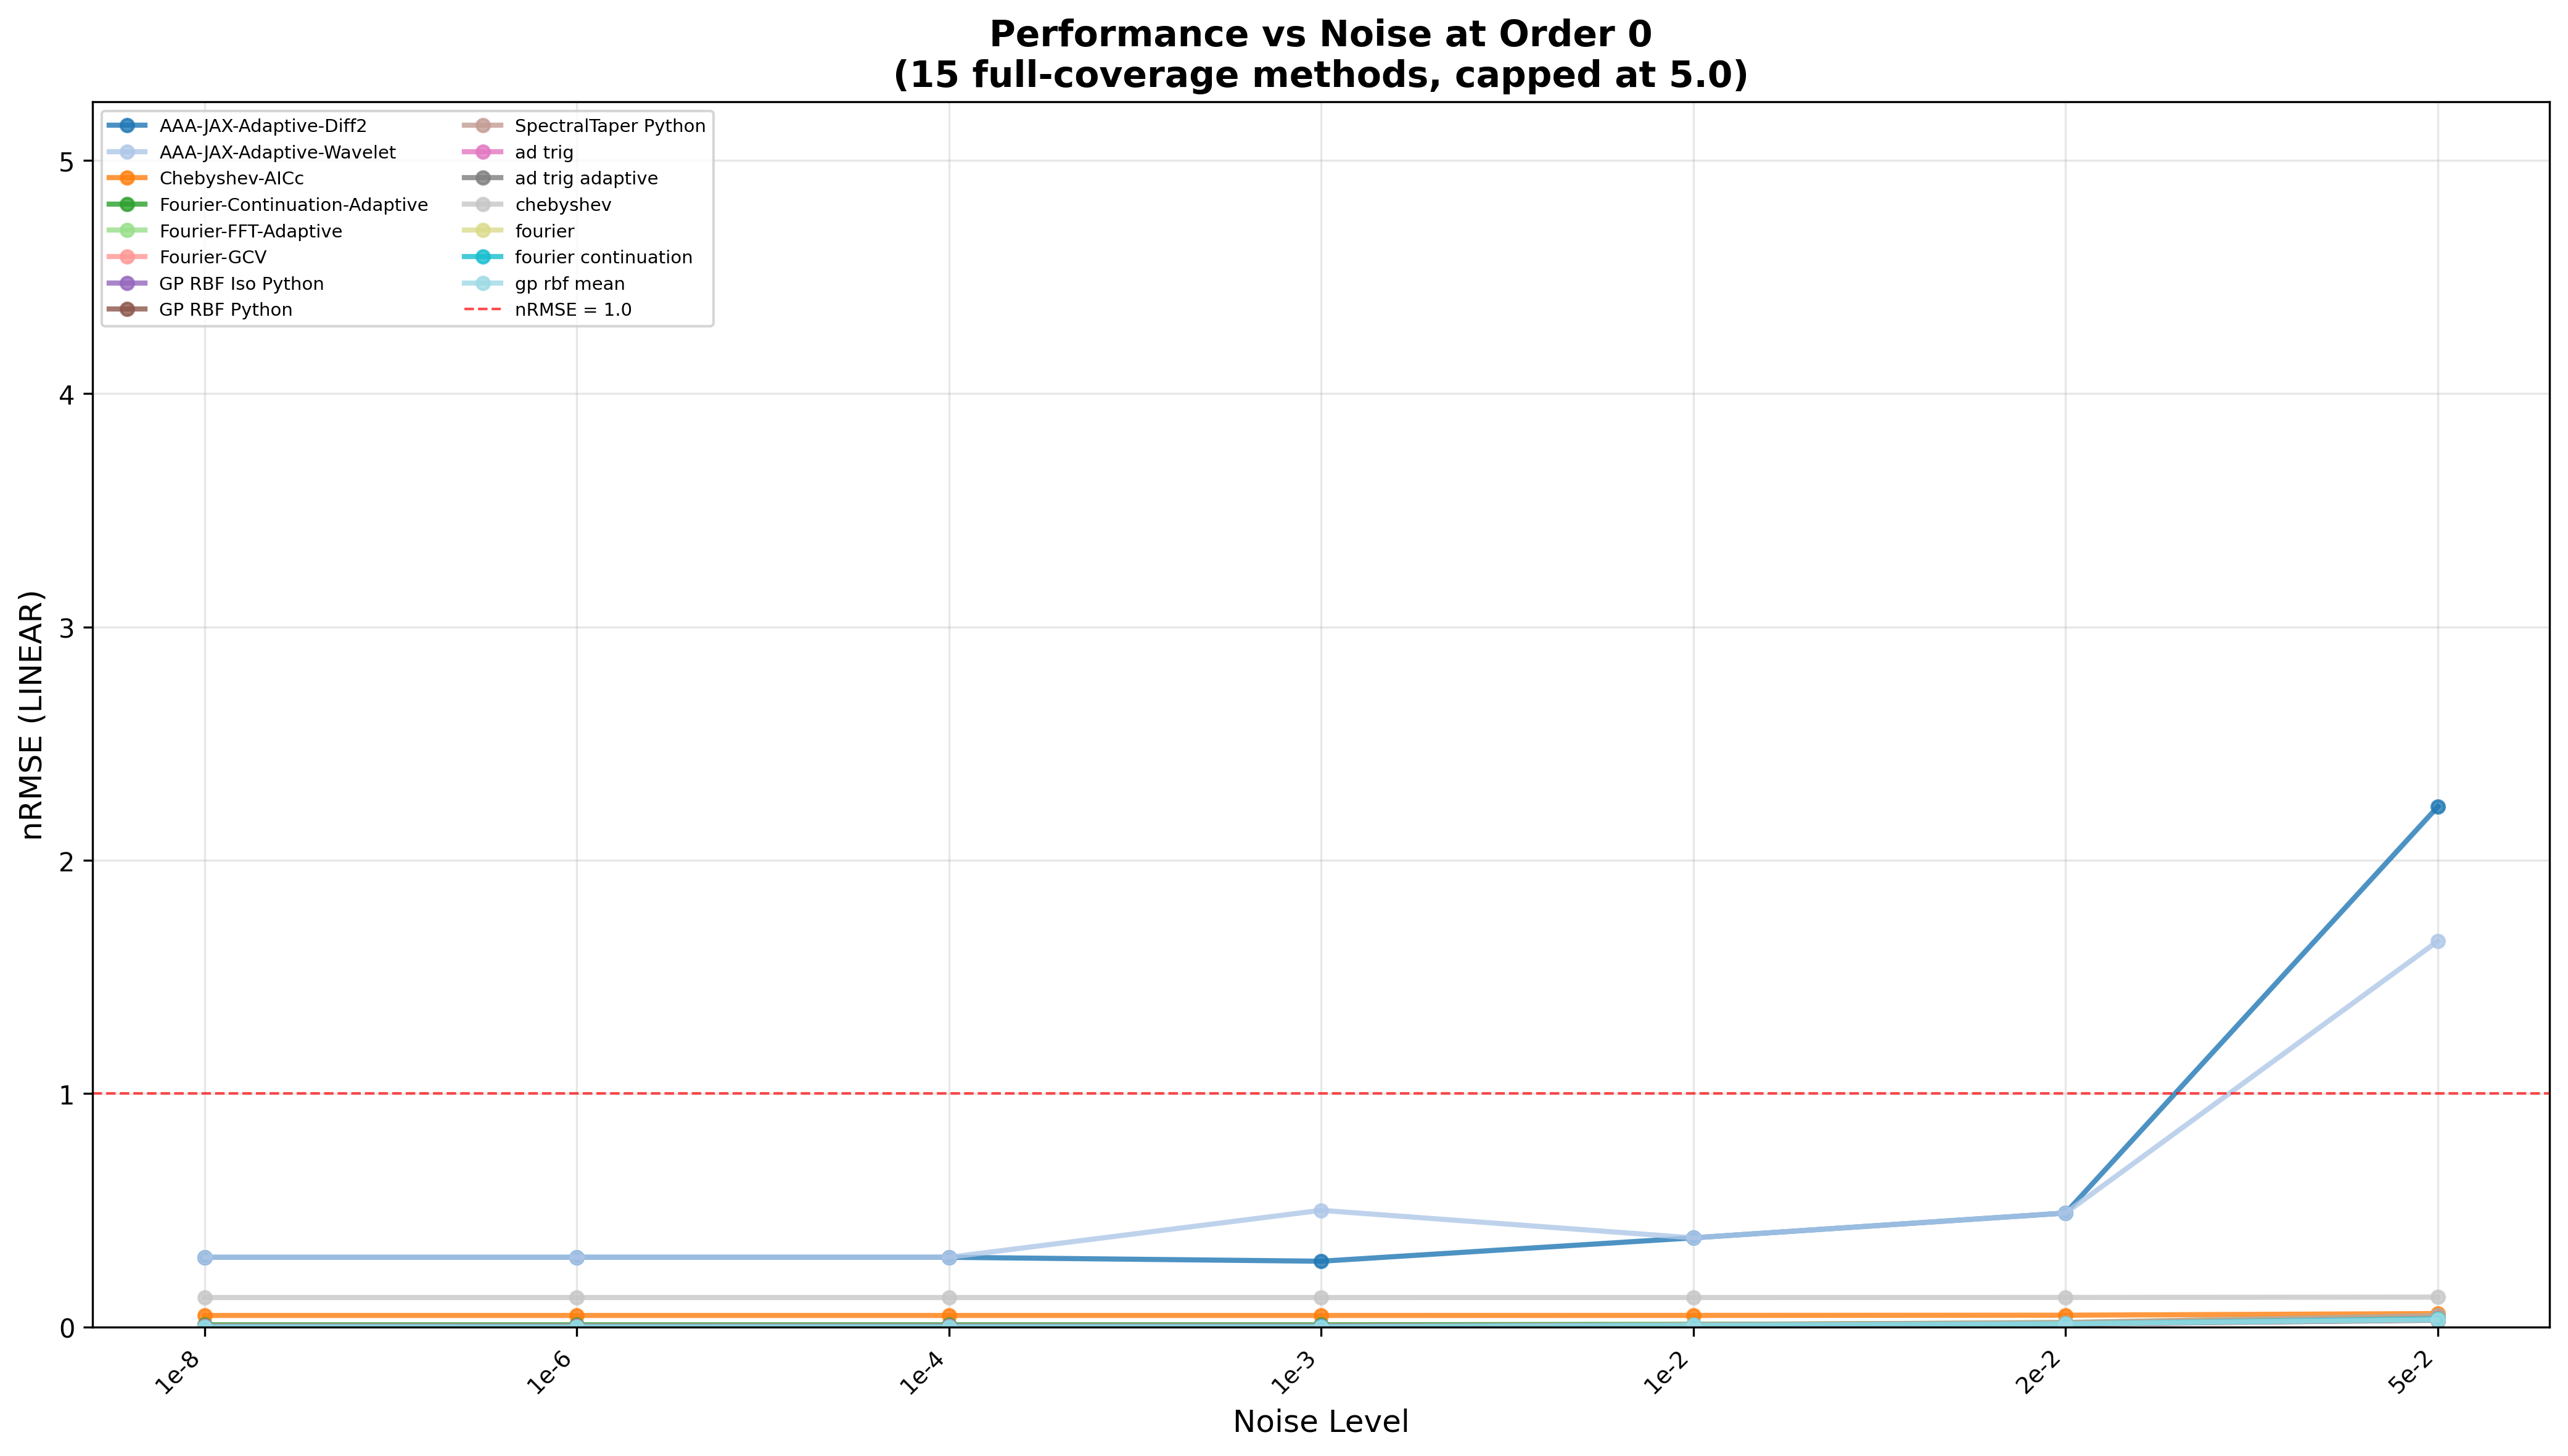 Performance vs Noise at Order 0
(15 full-coverage methods, capped at 5.0)
AAA-JAX-Adaptive-Diff2
AAA-JAX-Adaptive-Wavelet
Chebyshev-AICc
Fourier-Continuation-Adaptive
Fourier-FFT-Adaptive
Fourier-GCV
GP RBF Iso Python
GP RBF Python
SpectralTaper Python
ad trig
ad trig adaptive
chebyshev
fourier
fourier continuation
gp rbf mean
nRMSE = 1.0
nRMSE (LINEAR)
5
4
3
2
1
0
1e-8
1e-6
1e-4
1e-3
1e-2
2e-2
5e-2
Noise Level